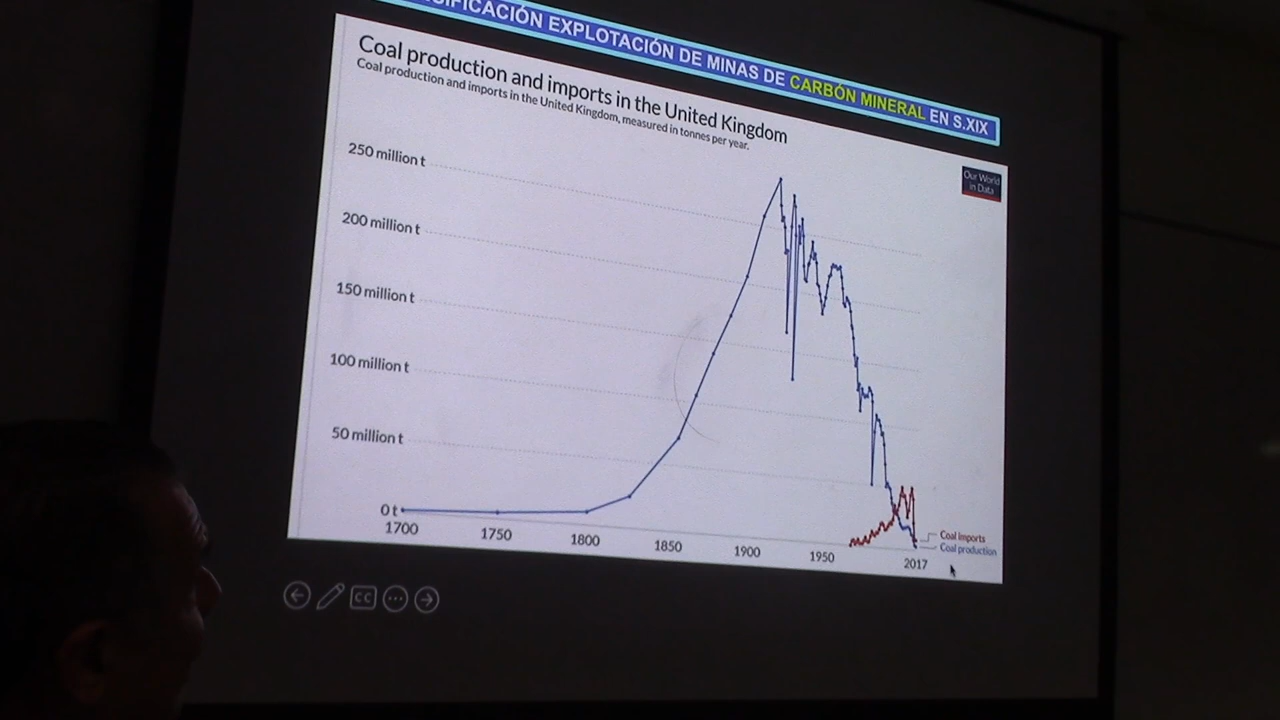 EXPLOTACIÓN DE MINAS DE CARBÓN MINERAL EN S.XIX
Coal production and imports in the United Kingdom
Coal production and imports in the United Kingdom, measured in tonnes per year.
Our World
in Data
250 million t
200 million t
150 million t
100 million t
50 million t
0 t
1700
1750
1800
1850
1900
1950
2017
Coal imports
Coal production
CC